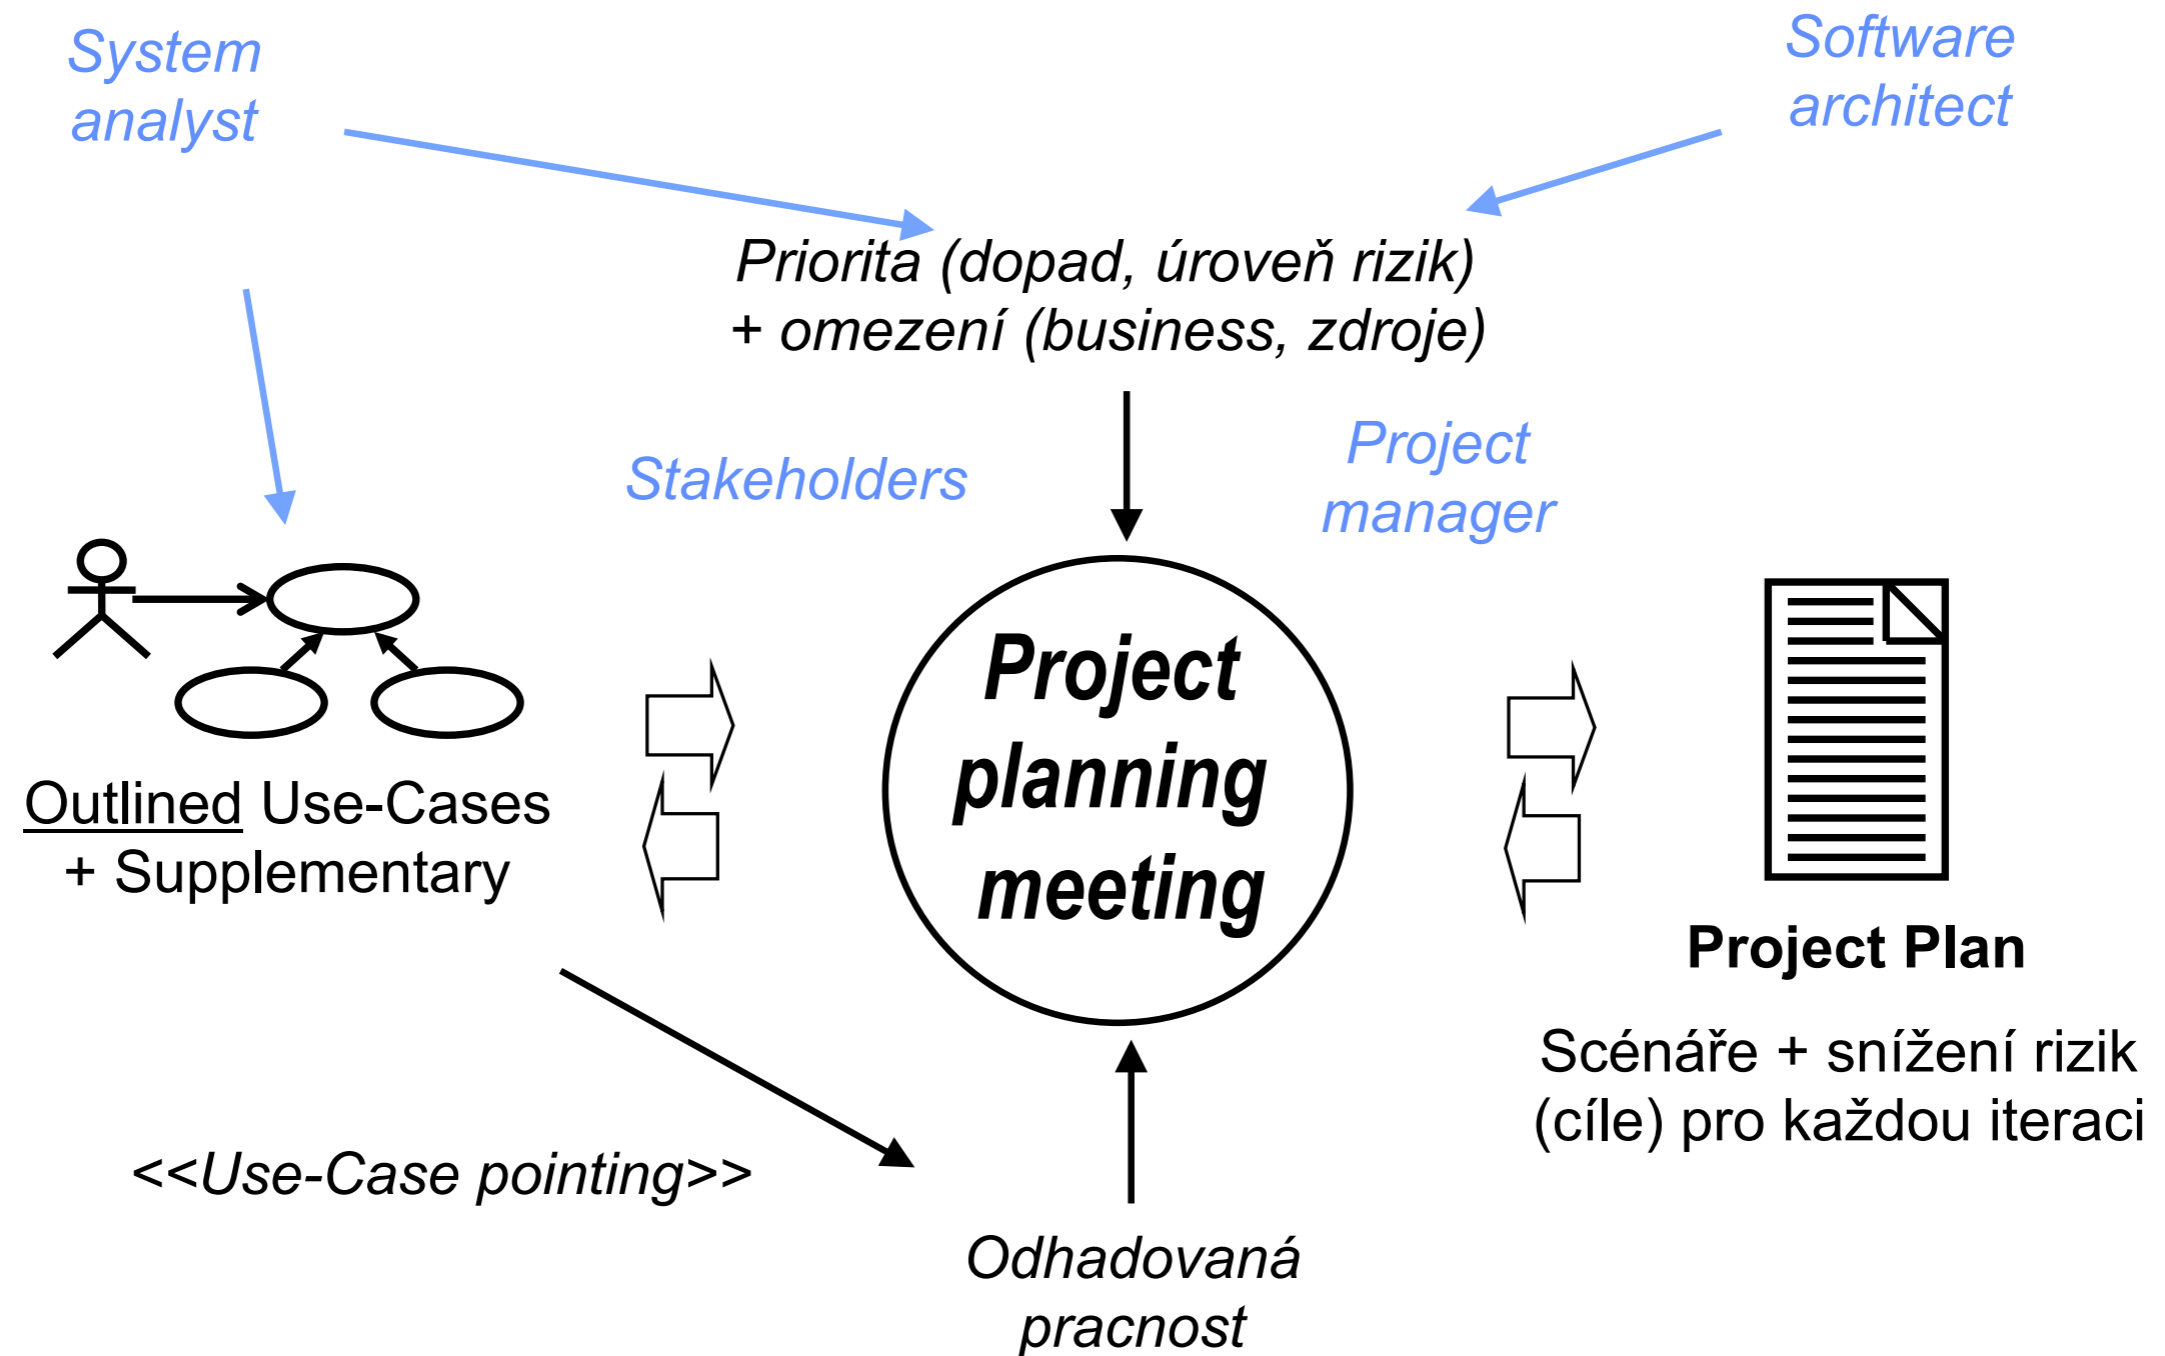 System
analyst
Software
architect
Priorita (dopad, úroveň rizik)
+ omezení (business, zdroje)
Stakeholders
Project
manager
Project
planning
meeting
Outlined Use-Cases
+ Supplementary
Project Plan
Scénáře + snížení rizik
(cíle) pro každou iteraci
<<Use-Case pointing>>
Odhadovaná
pracnost